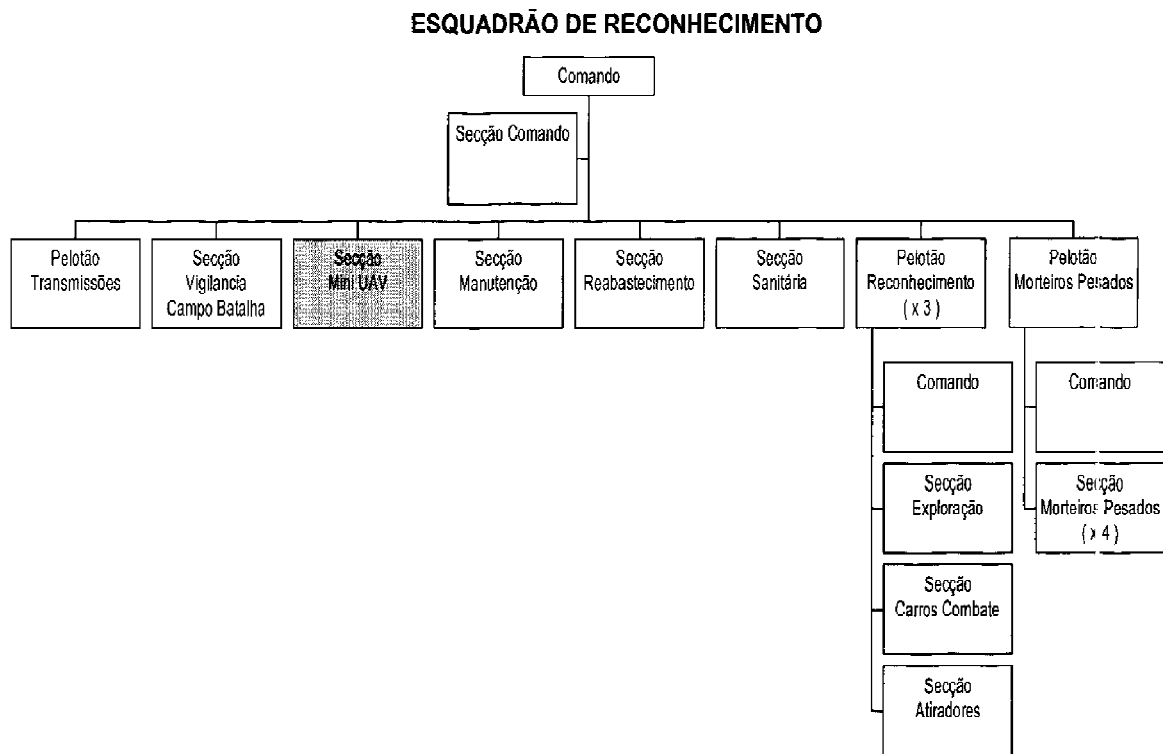 ESQUADRÃO DE RECONHECIMENTO
Comando
Secção Comando
Pelotão
Transmissões
Secção
Vigilancia
Campo Batalha
Secção
Mini UAV
Secção
Manutenção
Secção
Reabastecimento
Secção
Sanitária
Pelotão
Reconhecimento
( x 3 )
Pelotão
Morteiros Pesados
Comando
Secção
Exploração
Secção
Carros Combate
Secção
Atiradores
Comando
Secção
Morteiros Pesados
( x 4 )